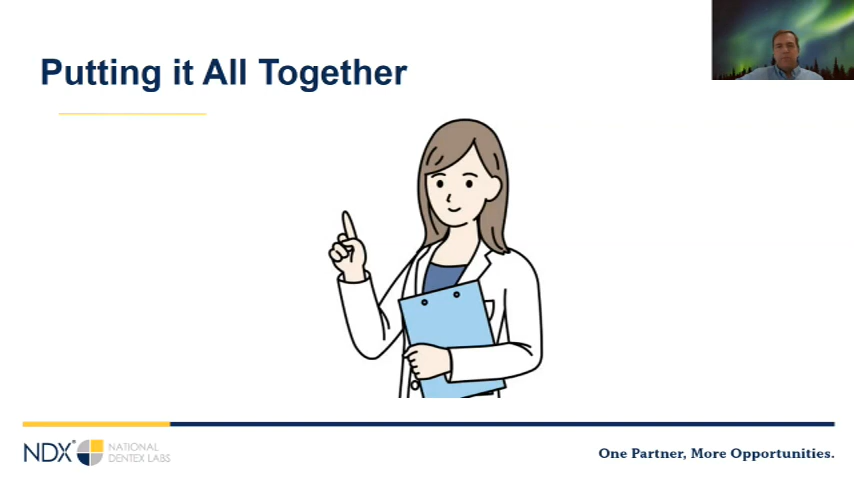 Putting it All Together
NDX®
NATIONAL
DENTEX LABS
One Partner, More Opportunities.